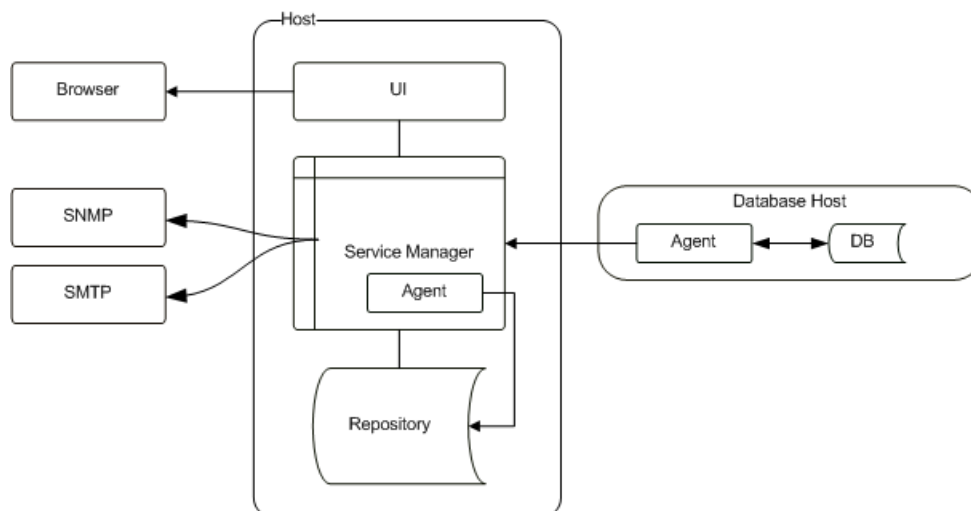 Host
Browser
UI
SNMP
SMTP
Service Manager
Agent
Repository
Database Host
Agent
DB